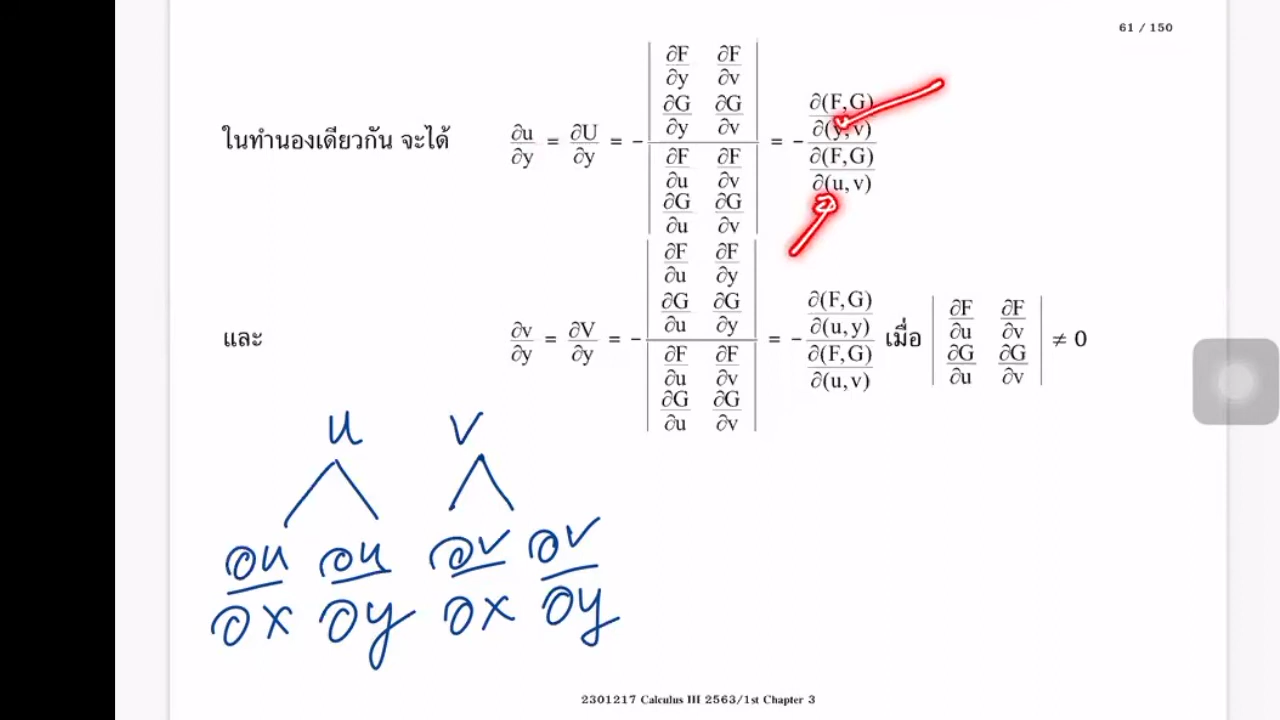 61 / 150
ในทำนองเดียวกัน จะได้ ∂u/∂y = ∂U/∂y = - |∂F/∂y ∂F/∂v ∂G/∂y ∂G/∂v| / |∂F/∂u ∂F/∂v ∂G/∂u ∂G/∂v| = - ∂(F,G)/∂(y,v) / ∂(F,G)/∂(u,v)
และ ∂v/∂y = ∂V/∂y = - |∂F/∂u ∂F/∂y ∂G/∂u ∂G/∂y| / |∂F/∂u ∂F/∂v ∂G/∂u ∂G/∂v| = - ∂(F,G)/∂(u,y) / ∂(F,G)/∂(u,v) เมื่อ |∂F/∂u ∂F/∂v ∂G/∂u ∂G/∂v| ≠ 0
u v
∂u/∂x ∂u/∂y ∂v/∂x ∂v/∂y
2301217 Calculus III 2563/1st Chapter 3